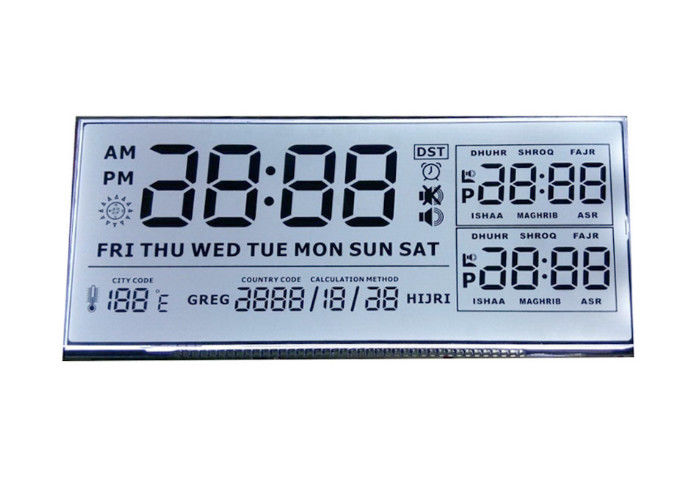 AM
PM
28:88
DST
FRI THU WED TUE MON SUN SAT
CITY CODE
188°C
COUNTRY CODE CALCULATION METHOD
GREG 2888/18/28 HIJRI
DHUHR SHROQ FAJR
P 28:88
ISHAA MAGHRIB ASR
DHUHR SHROQ FAJR
P 28:88
ISHAA MAGHRIB ASR